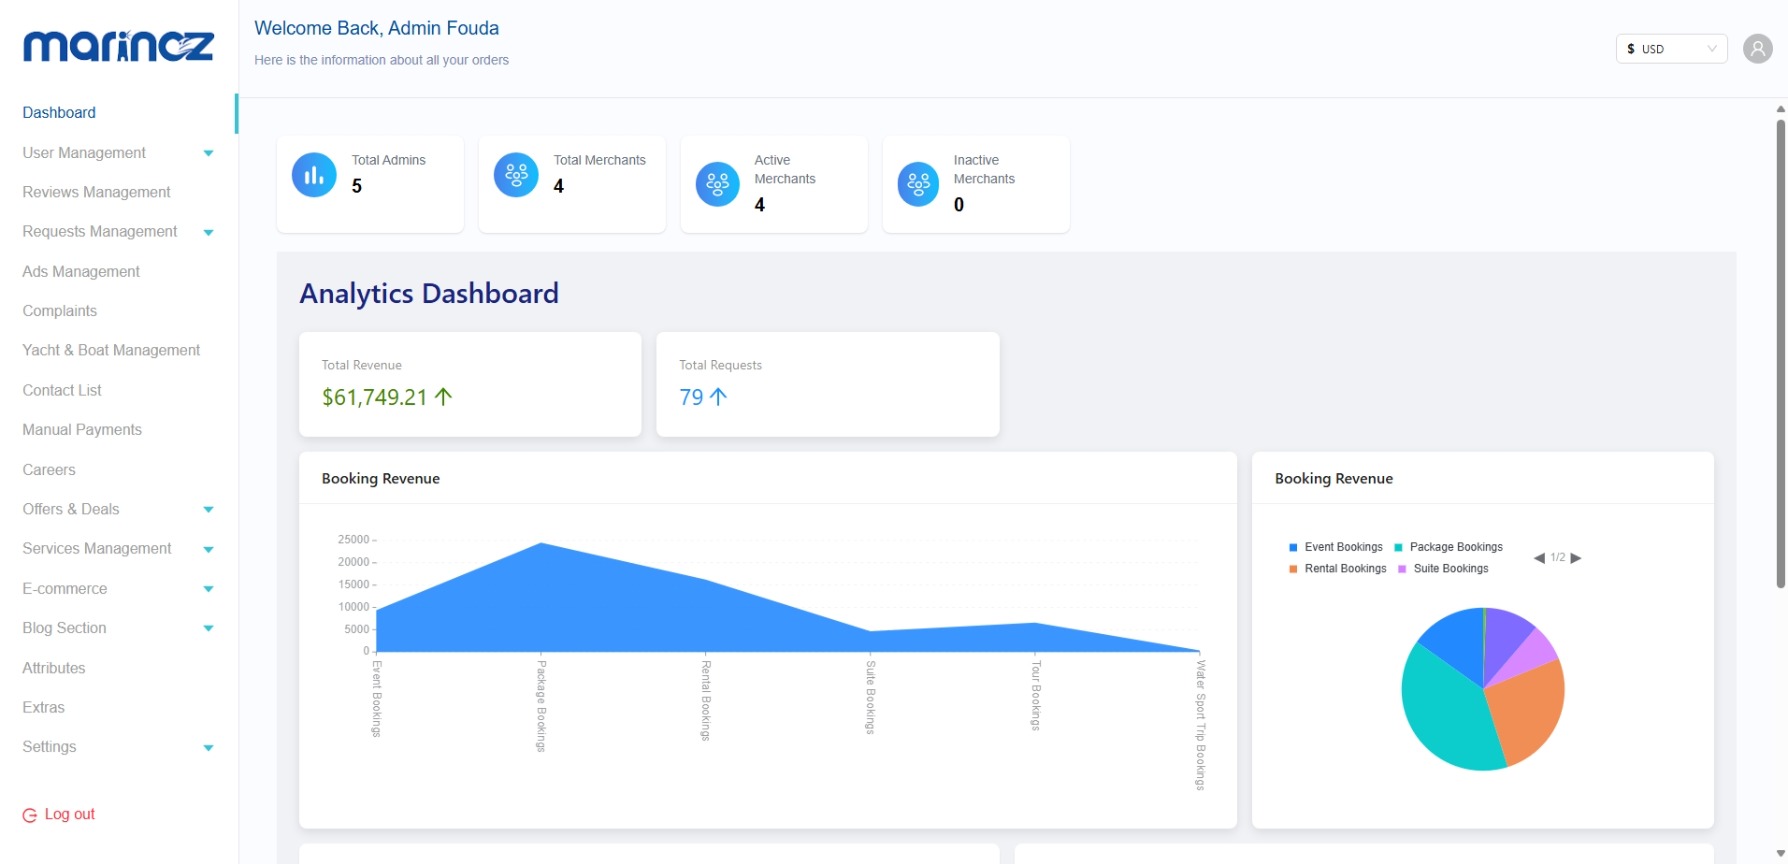 marinaz
Welcome Back, Admin Fouda
Here is the information about all your orders
$ USD
Dashboard
User Management
Reviews Management
Requests Management
Ads Management
Complaints
Yacht & Boat Management
Contact List
Manual Payments
Careers
Offers & Deals
Services Management
E-commerce
Blog Section
Attributes
Extras
Settings
Log out
Total Admins
5
Total Merchants
4
Active
Merchants
4
Inactive
Merchants
0
Analytics Dashboard
Total Revenue
$61,749.21
Total Requests
79
Booking Revenue
25000
20000
15000
10000
5000
0
Event Bookings
Package Bookings
Rental Bookings
Suite Bookings
Tour Bookings
Water Sport Trip Bookings
Booking Revenue
Event Bookings
Package Bookings
Rental Bookings
Suite Bookings
1/2